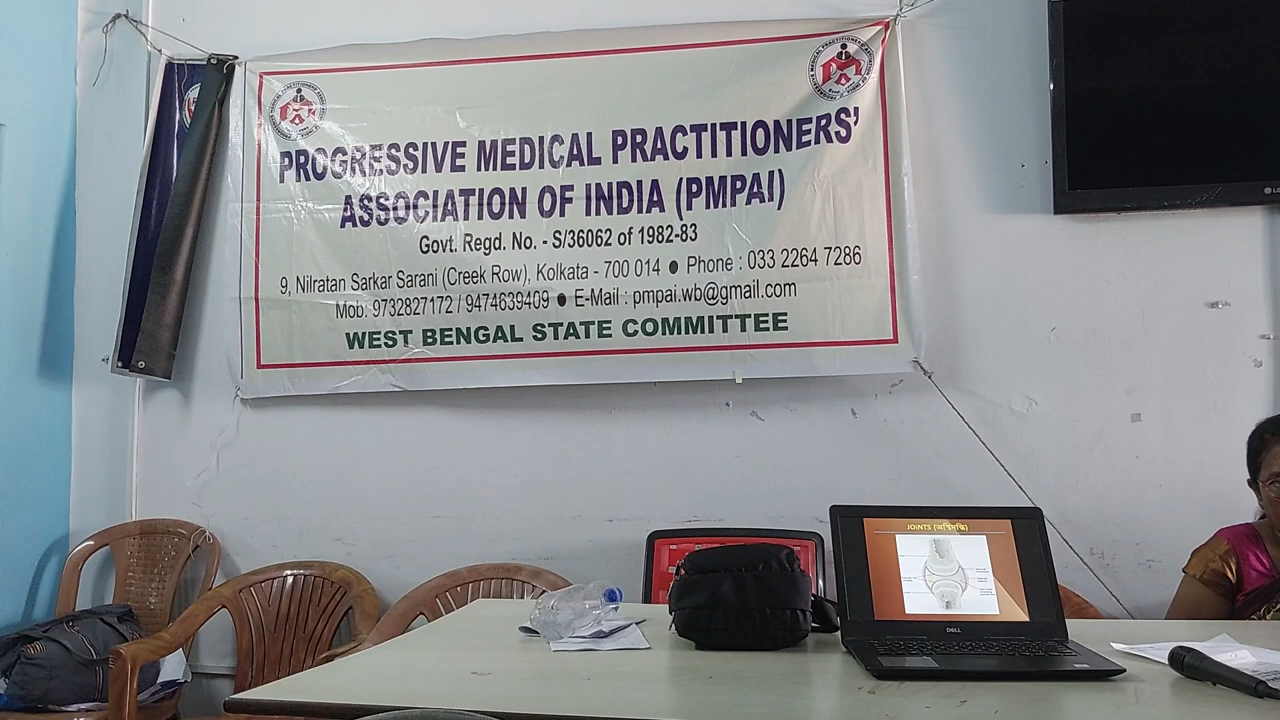 PROGRESSIVE MEDICAL PRACTITIONERS'
ASSOCIATION OF INDIA (PMPAI)
Govt. Regd. No. - S/36062 of 1982-83
9, Nilratan Sarkar Sarani (Creek Row), Kolkata - 700 014 ● Phone : 033 2264 7286
Mob: 9732827172 / 9474639409 ● E-Mail : pmpai.wb@gmail.com
WEST BENGAL STATE COMMITTEE
LG
JOINTS
DELL